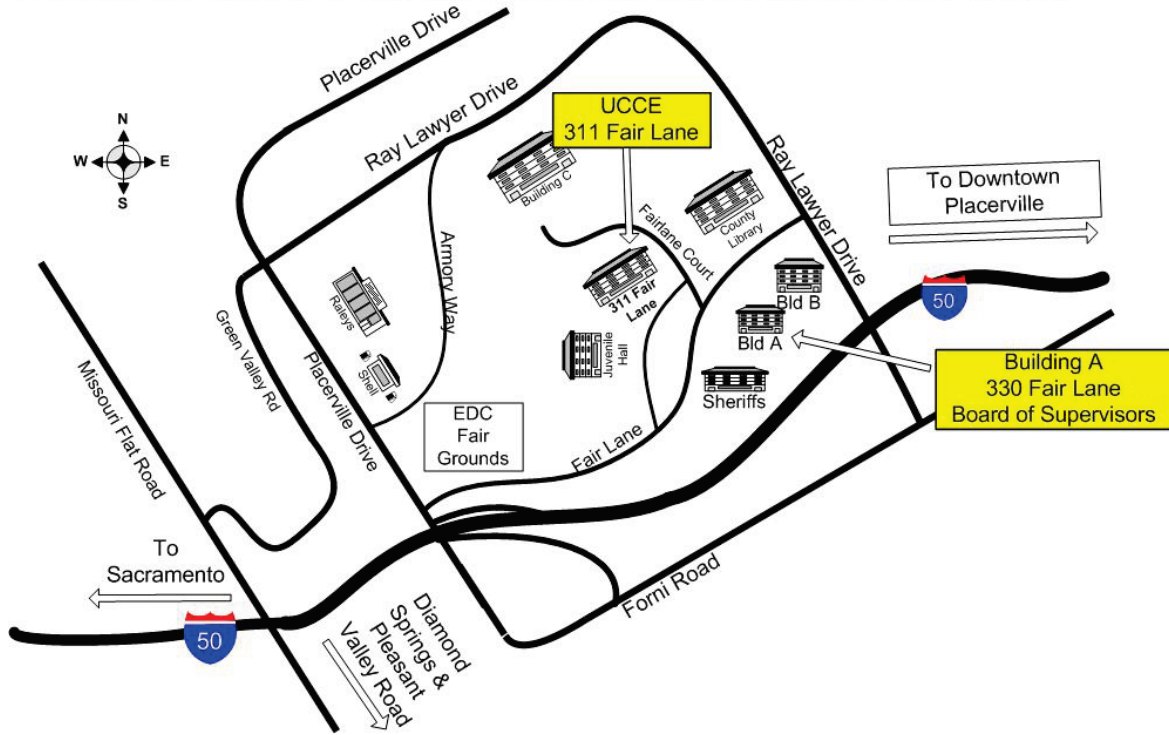 Placerville Drive
N
W
E
S
Ray Lawyer Drive
UCCE
311 Fair Lane
Building C
Ray Lawyer Drive
To Downtown
Placerville
Fairlane Court
County
Library
Armory Way
Raleys
311 Fair
Lane
Bld B
50
Green Valley Rd
Bld A
Juvenile
Hall
Shell
Placerville Drive
Missouri Flat Road
Sheriffs
Building A
330 Fair Lane
Board of Supervisors
EDC
Fair
Grounds
Fair Lane
To
Sacramento
50
Forni Road
Diamond
Springs &
Pleasant
Valley Road